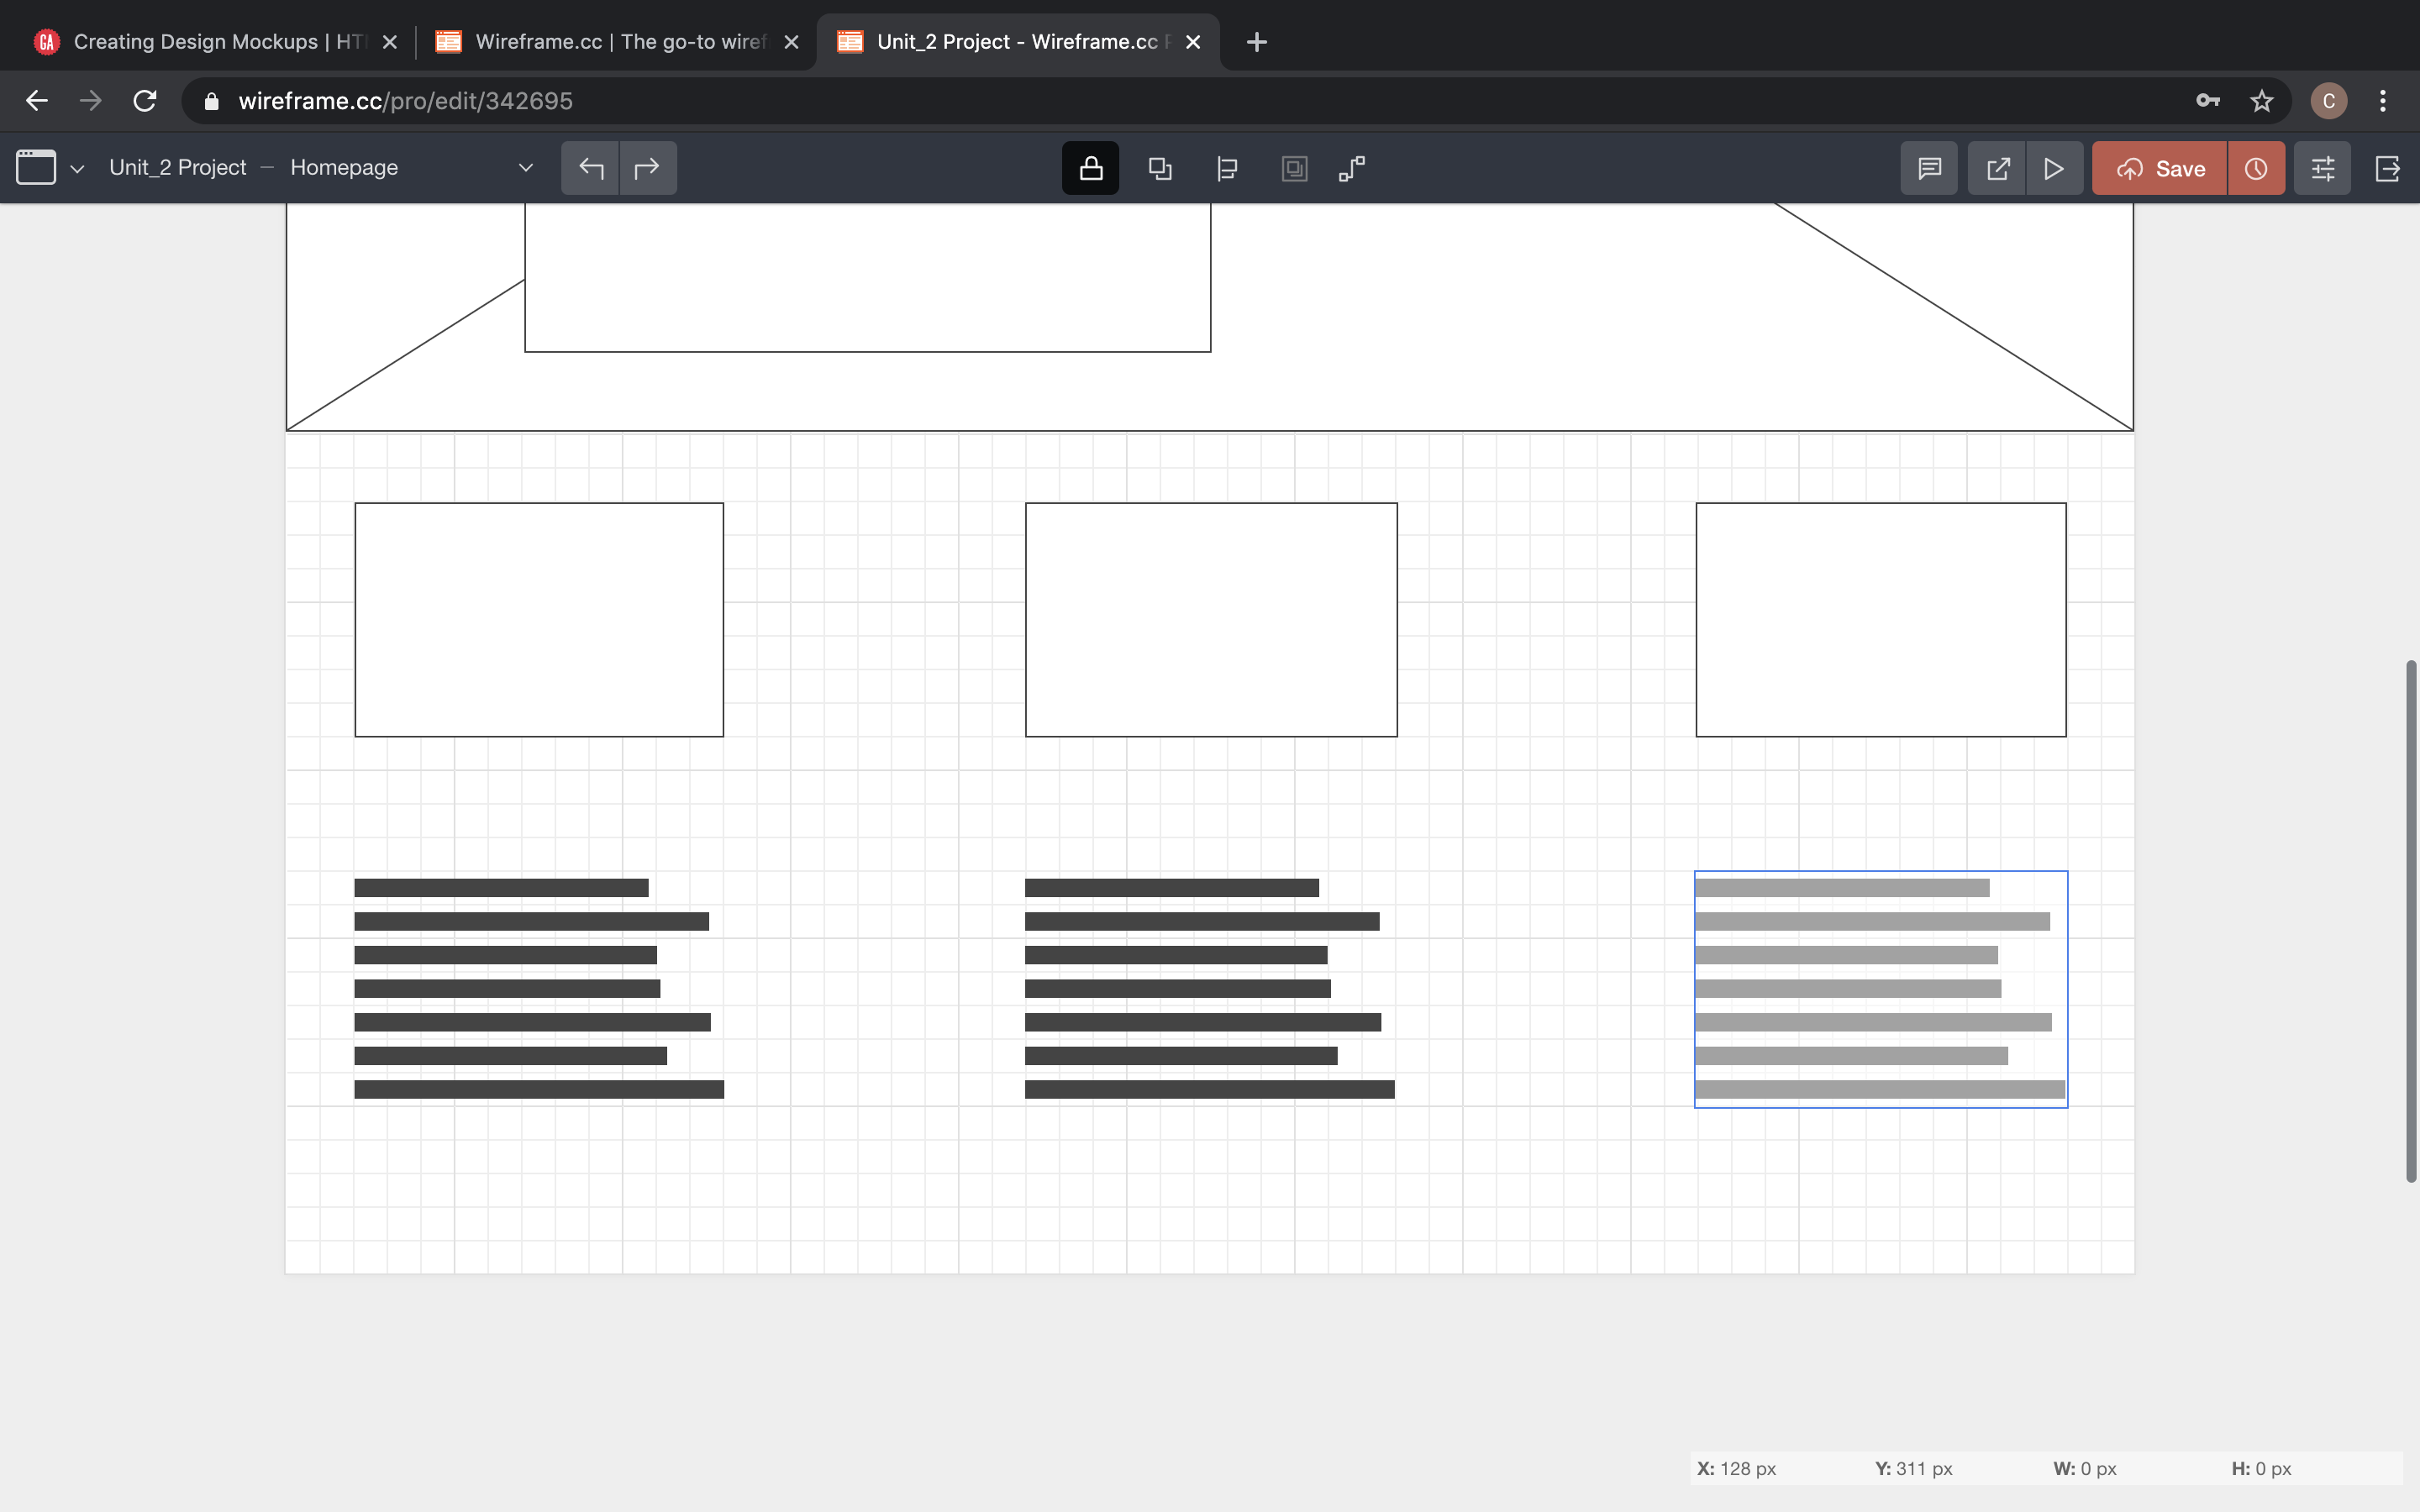 GA Creating Design Mockups | HT
Wireframe.cc | The go-to wiref
Unit_2 Project - Wireframe.cc
wireframe.cc/pro/edit/342695
C
Unit_2 Project — Homepage
Save
X: 128 px Y: 311 px W: 0 px H: 0 px